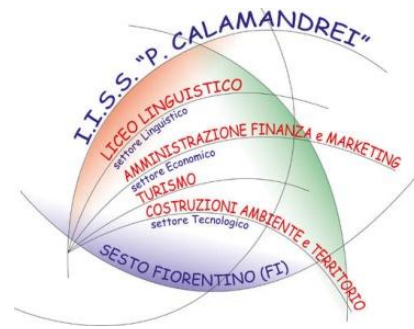 I.I.S.S. "P. CALAMANDREI"
LICEO LINGUISTICO
settore Linguistico
AMMINISTRAZIONE FINANZA e MARKETING
settore Economico
TURISMO
COSTRUZIONI AMBIENTE e TERRITORIO
settore Tecnologico
SESTO FIORENTINO (FI)